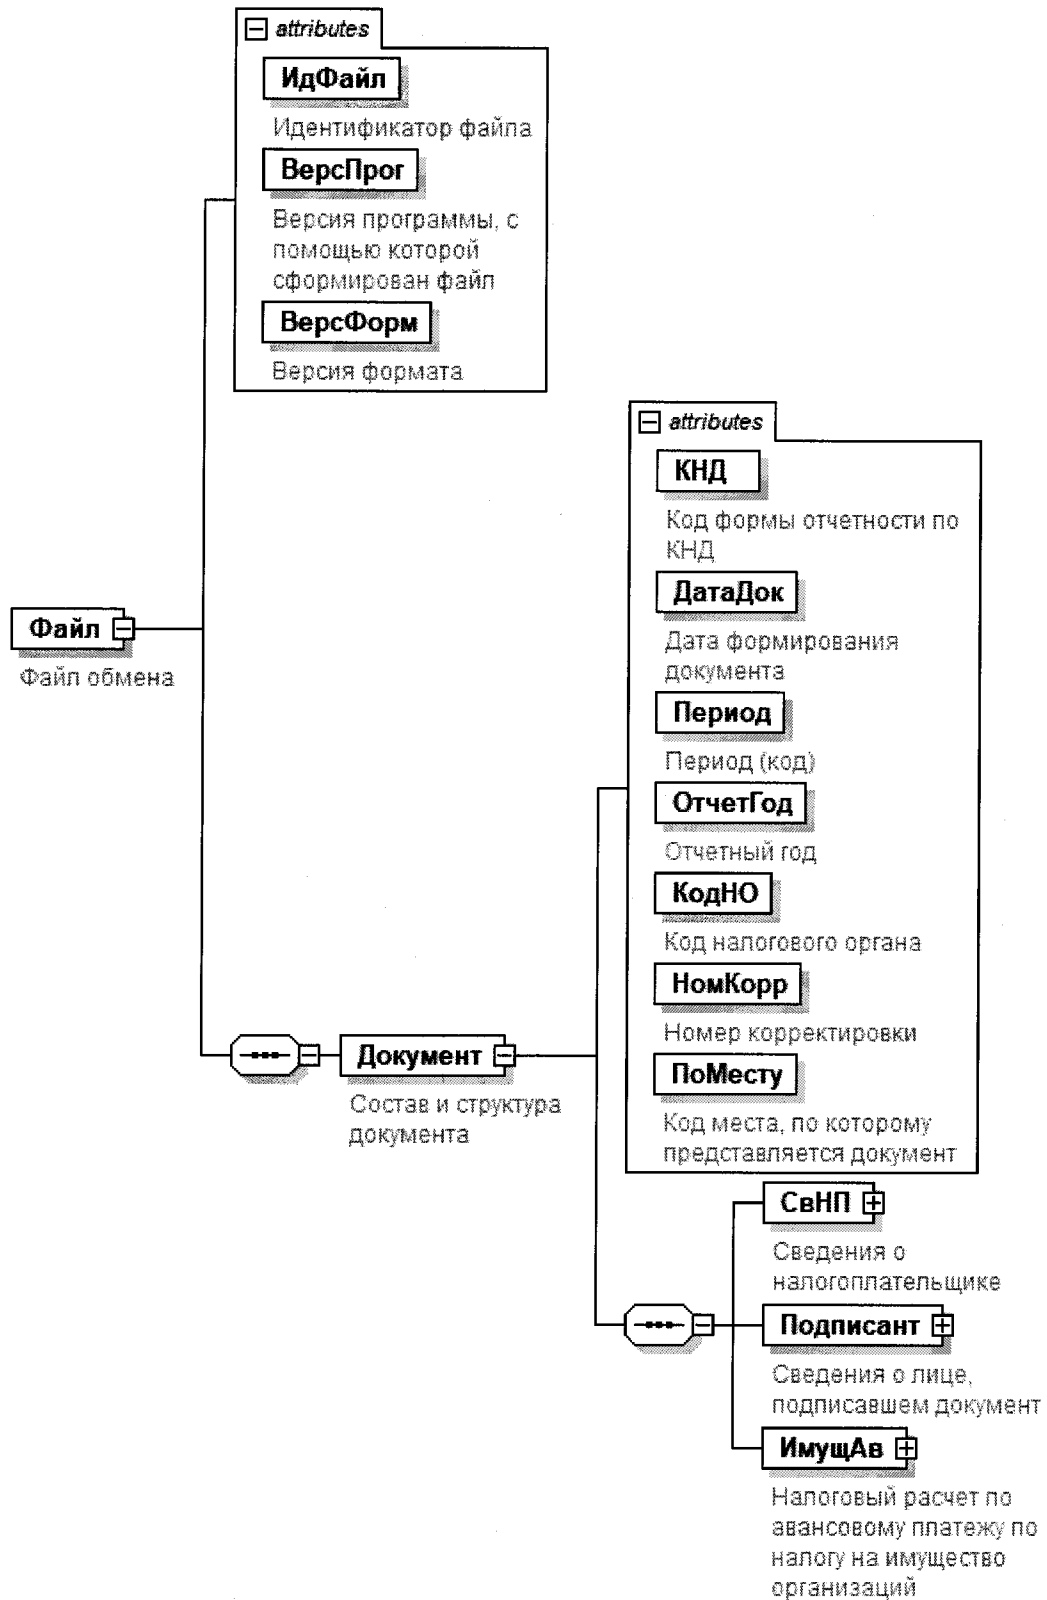 attributes
ИдФайл
Идентификатор файла
ВерсПрог
Версия программы, с
помощью которой
сформирован файл
ВерсФорм
Версия формата
Файл
Файл обмена
attributes
КНД
Код формы отчетности по
КНД
ДатаДок
Дата формирования
документа
Период
Период (код)
ОтчетГод
Отчетный год
КодНО
Код налогового органа
НомКорр
Номер корректировки
ПоМесту
Код места, по которому
представляется документ
Документ
Состав и структура
документа
СвНП
Сведения о
налогоплательщике
Подписант
Сведения о лице,
подписавшем документ
ИмущАв
Налоговый расчет по
авансовому платежу по
налогу на имущество
организаций